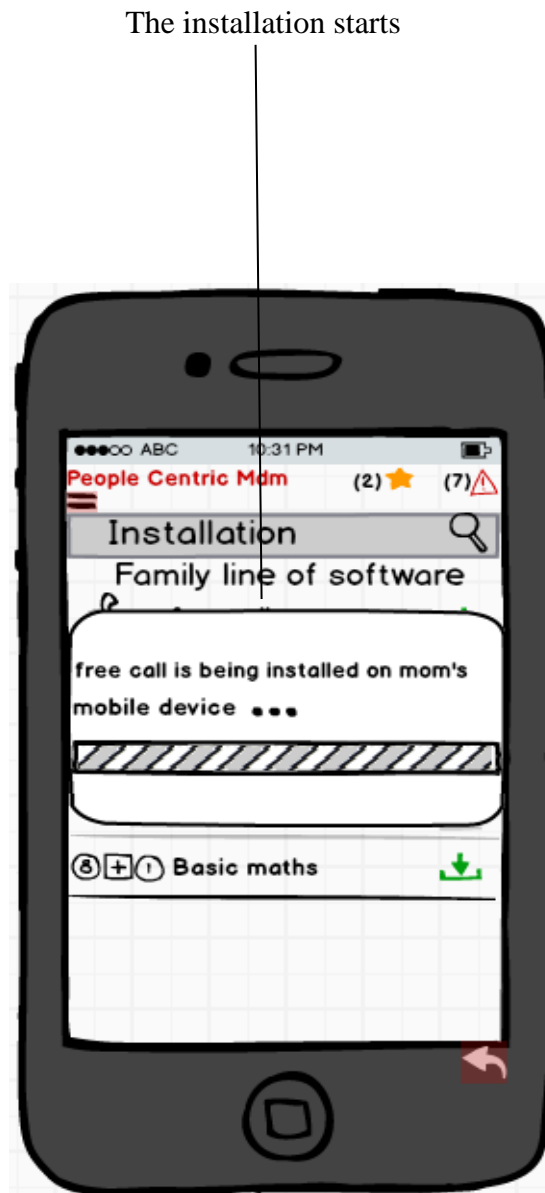 The installation starts
ABC 10:31 PM
People Centric Mdm (2) (7)
Installation
Family line of software
free call is being installed on mom's
mobile device ...
8 + 1 Basic maths